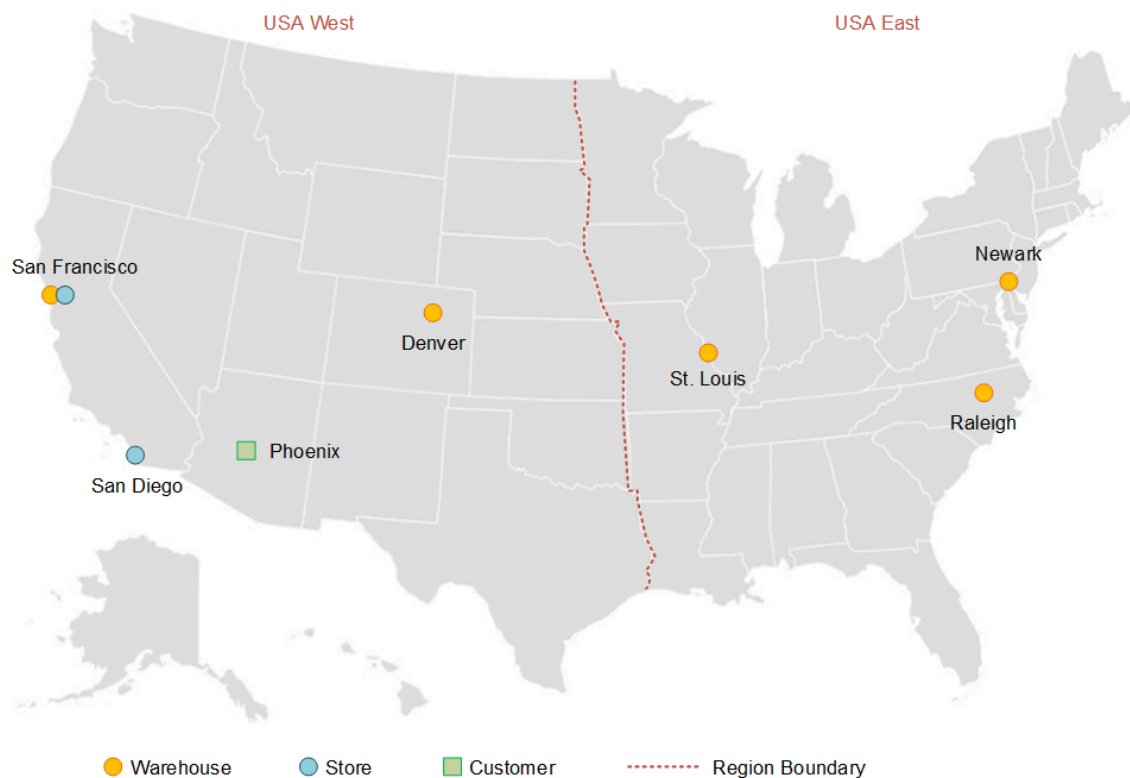 USA West
USA East
San Francisco
Newark
Denver
St. Louis
Raleigh
Phoenix
San Diego
Warehouse
Store
Customer
Region Boundary